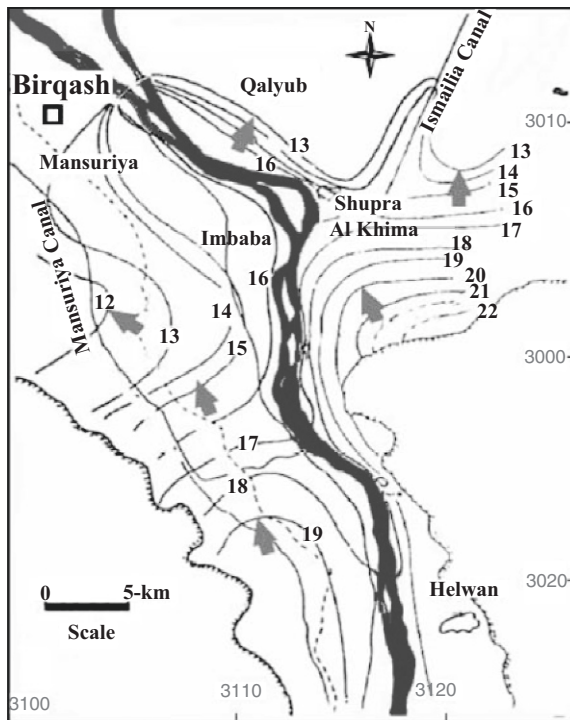 N
Ismailia Canal
Birqash
Qalyub
3010
13
13
14
Mansuriya
16
15
Shupra
16
Al Khima
17
Imbaba
18
19
Mansuriya Canal
16
20
12
21
14
22
13
15
3000
17
18
19
0 5-km
Scale
Helwan
3020
3100
3110
3120